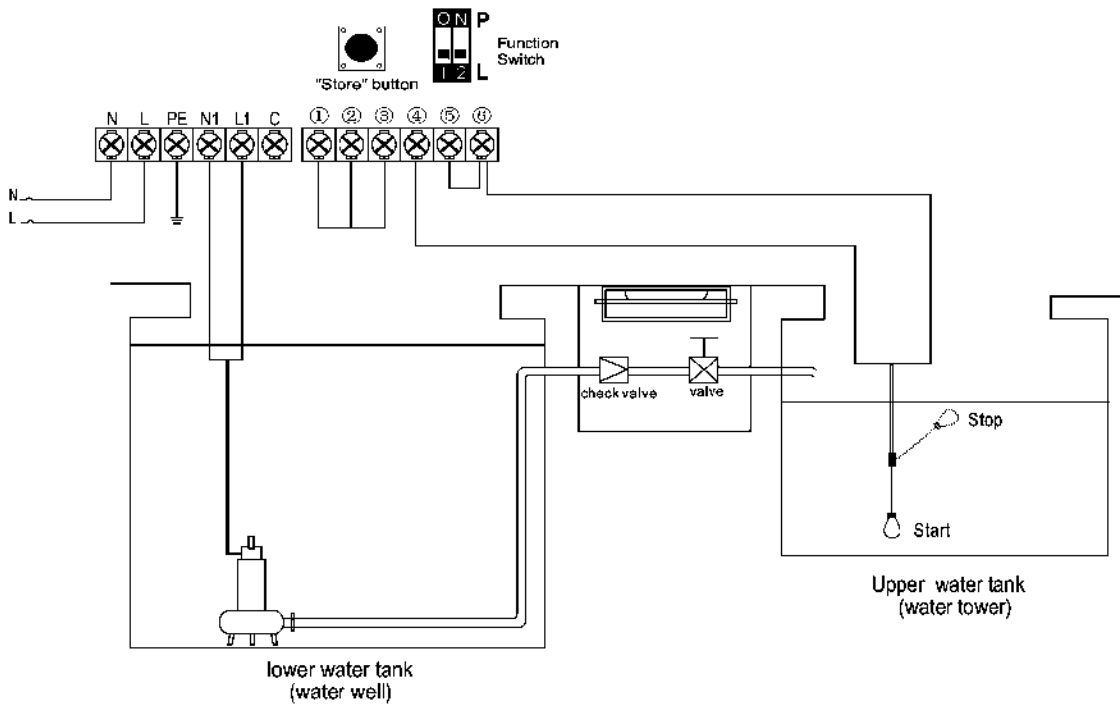 ON P
Function
Switch
1 2 L
"Store" button
N L PE N1 L1 C ① ② ③ ④ ⑤ ⑥
N
L
check valve
valve
Stop
Start
Upper water tank
(water tower)
lower water tank
(water well)